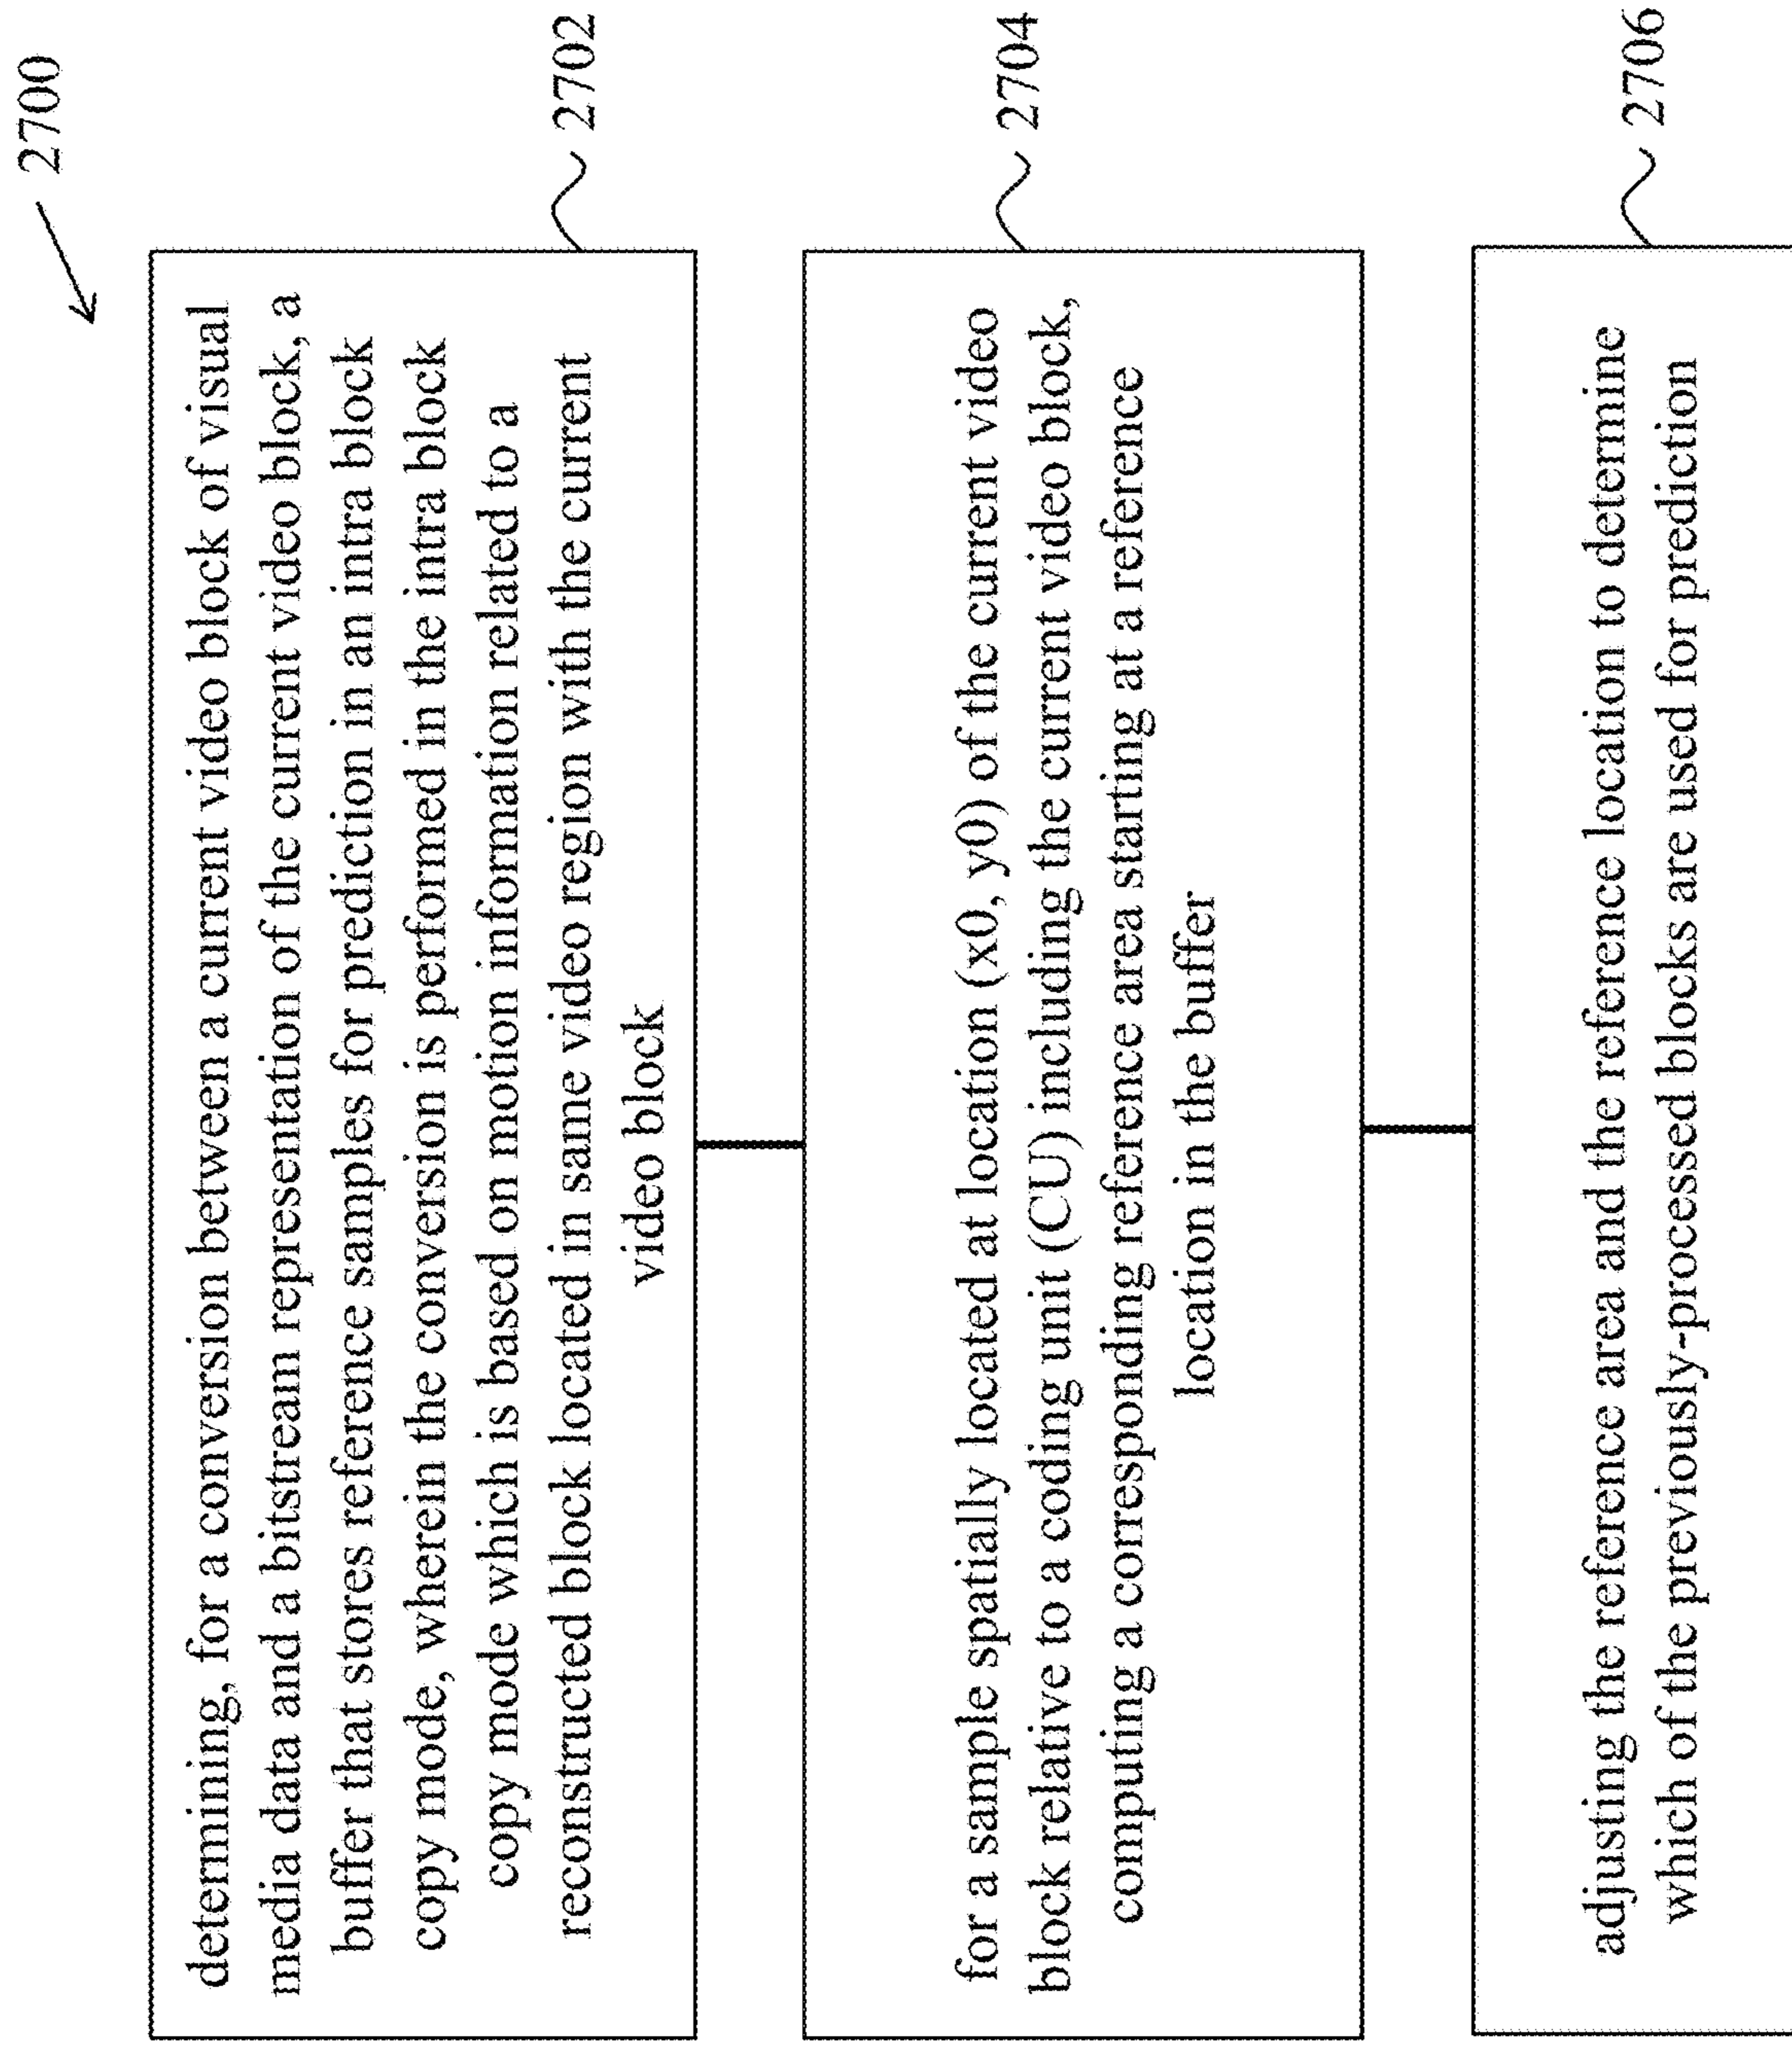 2700
determining, for a conversion between a current video block of visual
media data and a bitstream representation of the current video block, a
buffer that stores reference samples for prediction in an intra block
copy mode, wherein the conversion is performed in the intra block
copy mode which is based on motion information related to a
reconstructed block located in same video region with the current
video block
2702
for a sample spatially located at location (x0, y0) of the current video
block relative to a coding unit (CU) including the current video block,
computing a corresponding reference area starting at a reference
location in the buffer
2704
adjusting the reference area and the reference location to determine
which of the previously-processed blocks are used for prediction
2706